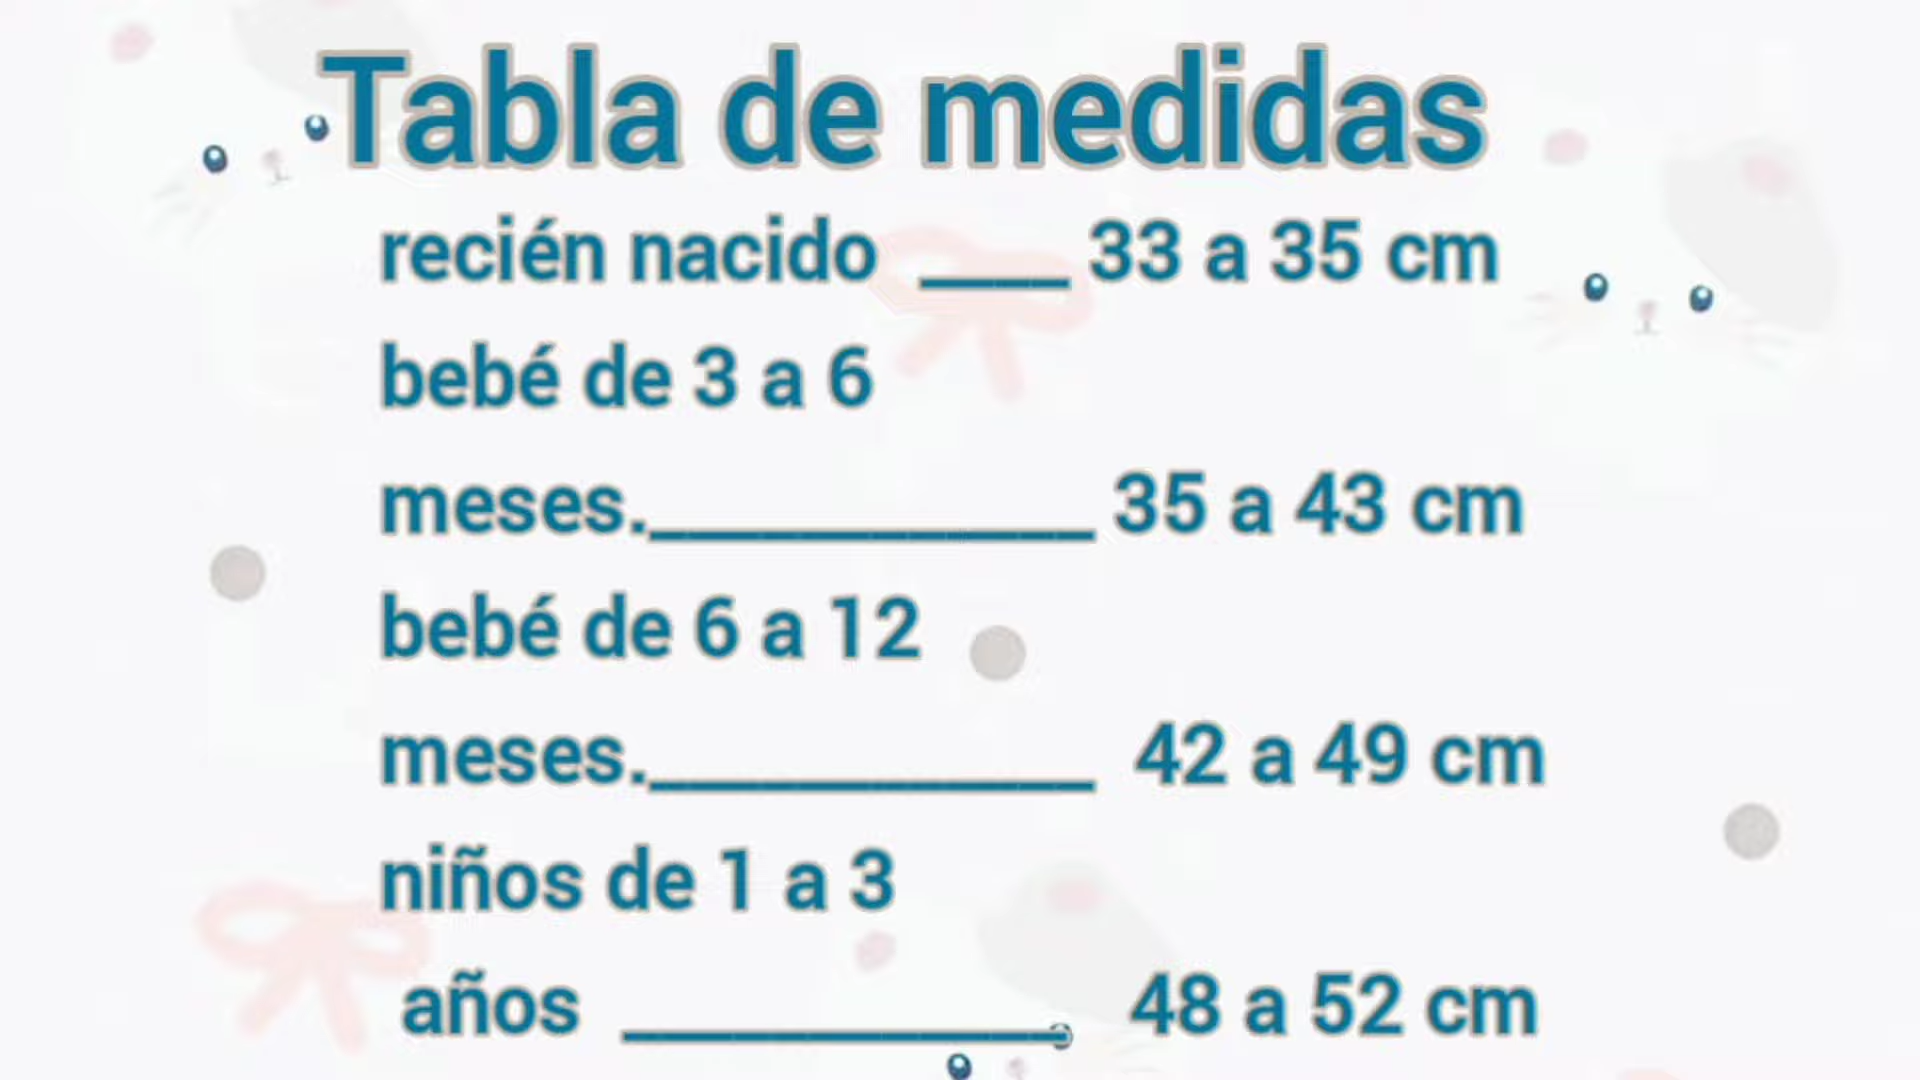 Tabla de medidas
recién nacido ____ 33 a 35 cm
bebé de 3 a 6
meses.____________ 35 a 43 cm
bebé de 6 a 12
meses.____________ 42 a 49 cm
niños de 1 a 3
años ____________ 48 a 52 cm